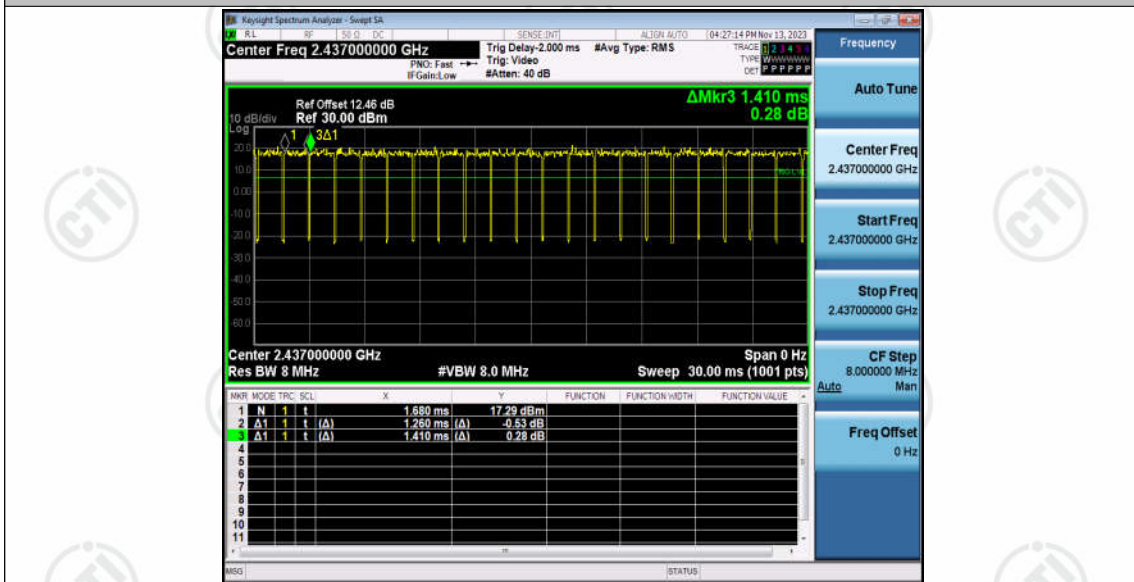 Keysight Spectrum Analyzer - Swept SA
RL RF 50 Ω DC SENSE:INT ALIGN AUTO 04:27:14 PM Nov 13, 2023
Center Freq 2.437000000 GHz
PNO: Fast
IFGain:Low
Trig Delay-2.000 ms
Trig: Video
#Atten: 40 dB
#Avg Type: RMS
TRACE 1 2 3 4 5 6
TYPE WWWWWW
DET P P P P P P
ΔMkr3 1.410 ms
0.28 dB
10 dB/div
Log
Ref Offset 12.46 dB
Ref 30.00 dBm
1
3Δ1
20.0
10.0
0.00
-10.0
-20.0
-30.0
-40.0
-50.0
-60.0
Center 2.437000000 GHz
Span 0 Hz
Res BW 8 MHz
#VBW 8.0 MHz
Sweep 30.00 ms (1001 pts)
MKR MODE TRC SCL X Y FUNCTION FUNCTION WIDTH FUNCTION VALUE
1 N 1 t 1.680 ms 17.29 dBm
2 Δ1 1 t (Δ) 1.260 ms (Δ) -0.53 dB
3 Δ1 1 t (Δ) 1.410 ms (Δ) 0.28 dB
4
5
6
7
8
9
10
11
MSG
STATUS
Frequency
Auto Tune
Center Freq
2.437000000 GHz
Start Freq
2.437000000 GHz
Stop Freq
2.437000000 GHz
CF Step
8.000000 MHz
Auto Man
Freq Offset
0 Hz
CTI
CTI